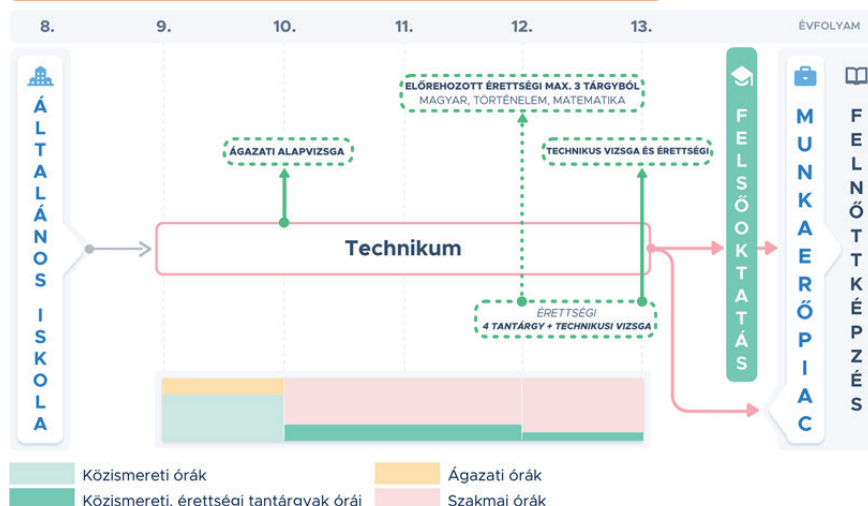 8. 9. 10. 11. 12. 13. ÉVFOLYAM
ÁLTALÁNOS ISKOLA
ELŐREHOZOTT ÉRETTSÉGI MAX. 3 TÁRGYBÓL
MAGYAR, TÖRTÉNELEM, MATEMATIKA
ÁGAZATI ALAPVIZSGA
TECHNIKUS VIZSGA ÉS ÉRETTSÉGI
Technikum
ÉRETTSÉGI
4 TANTÁRGY + TECHNIKUSI VIZSGA
FELSŐOKTATÁS
MUNKAERŐPIAC
FELNŐTTKÉPZÉS
Közismereti órák
Ágazati órák
Közismereti, érettségi tantárgyak órái
Szakmai órák